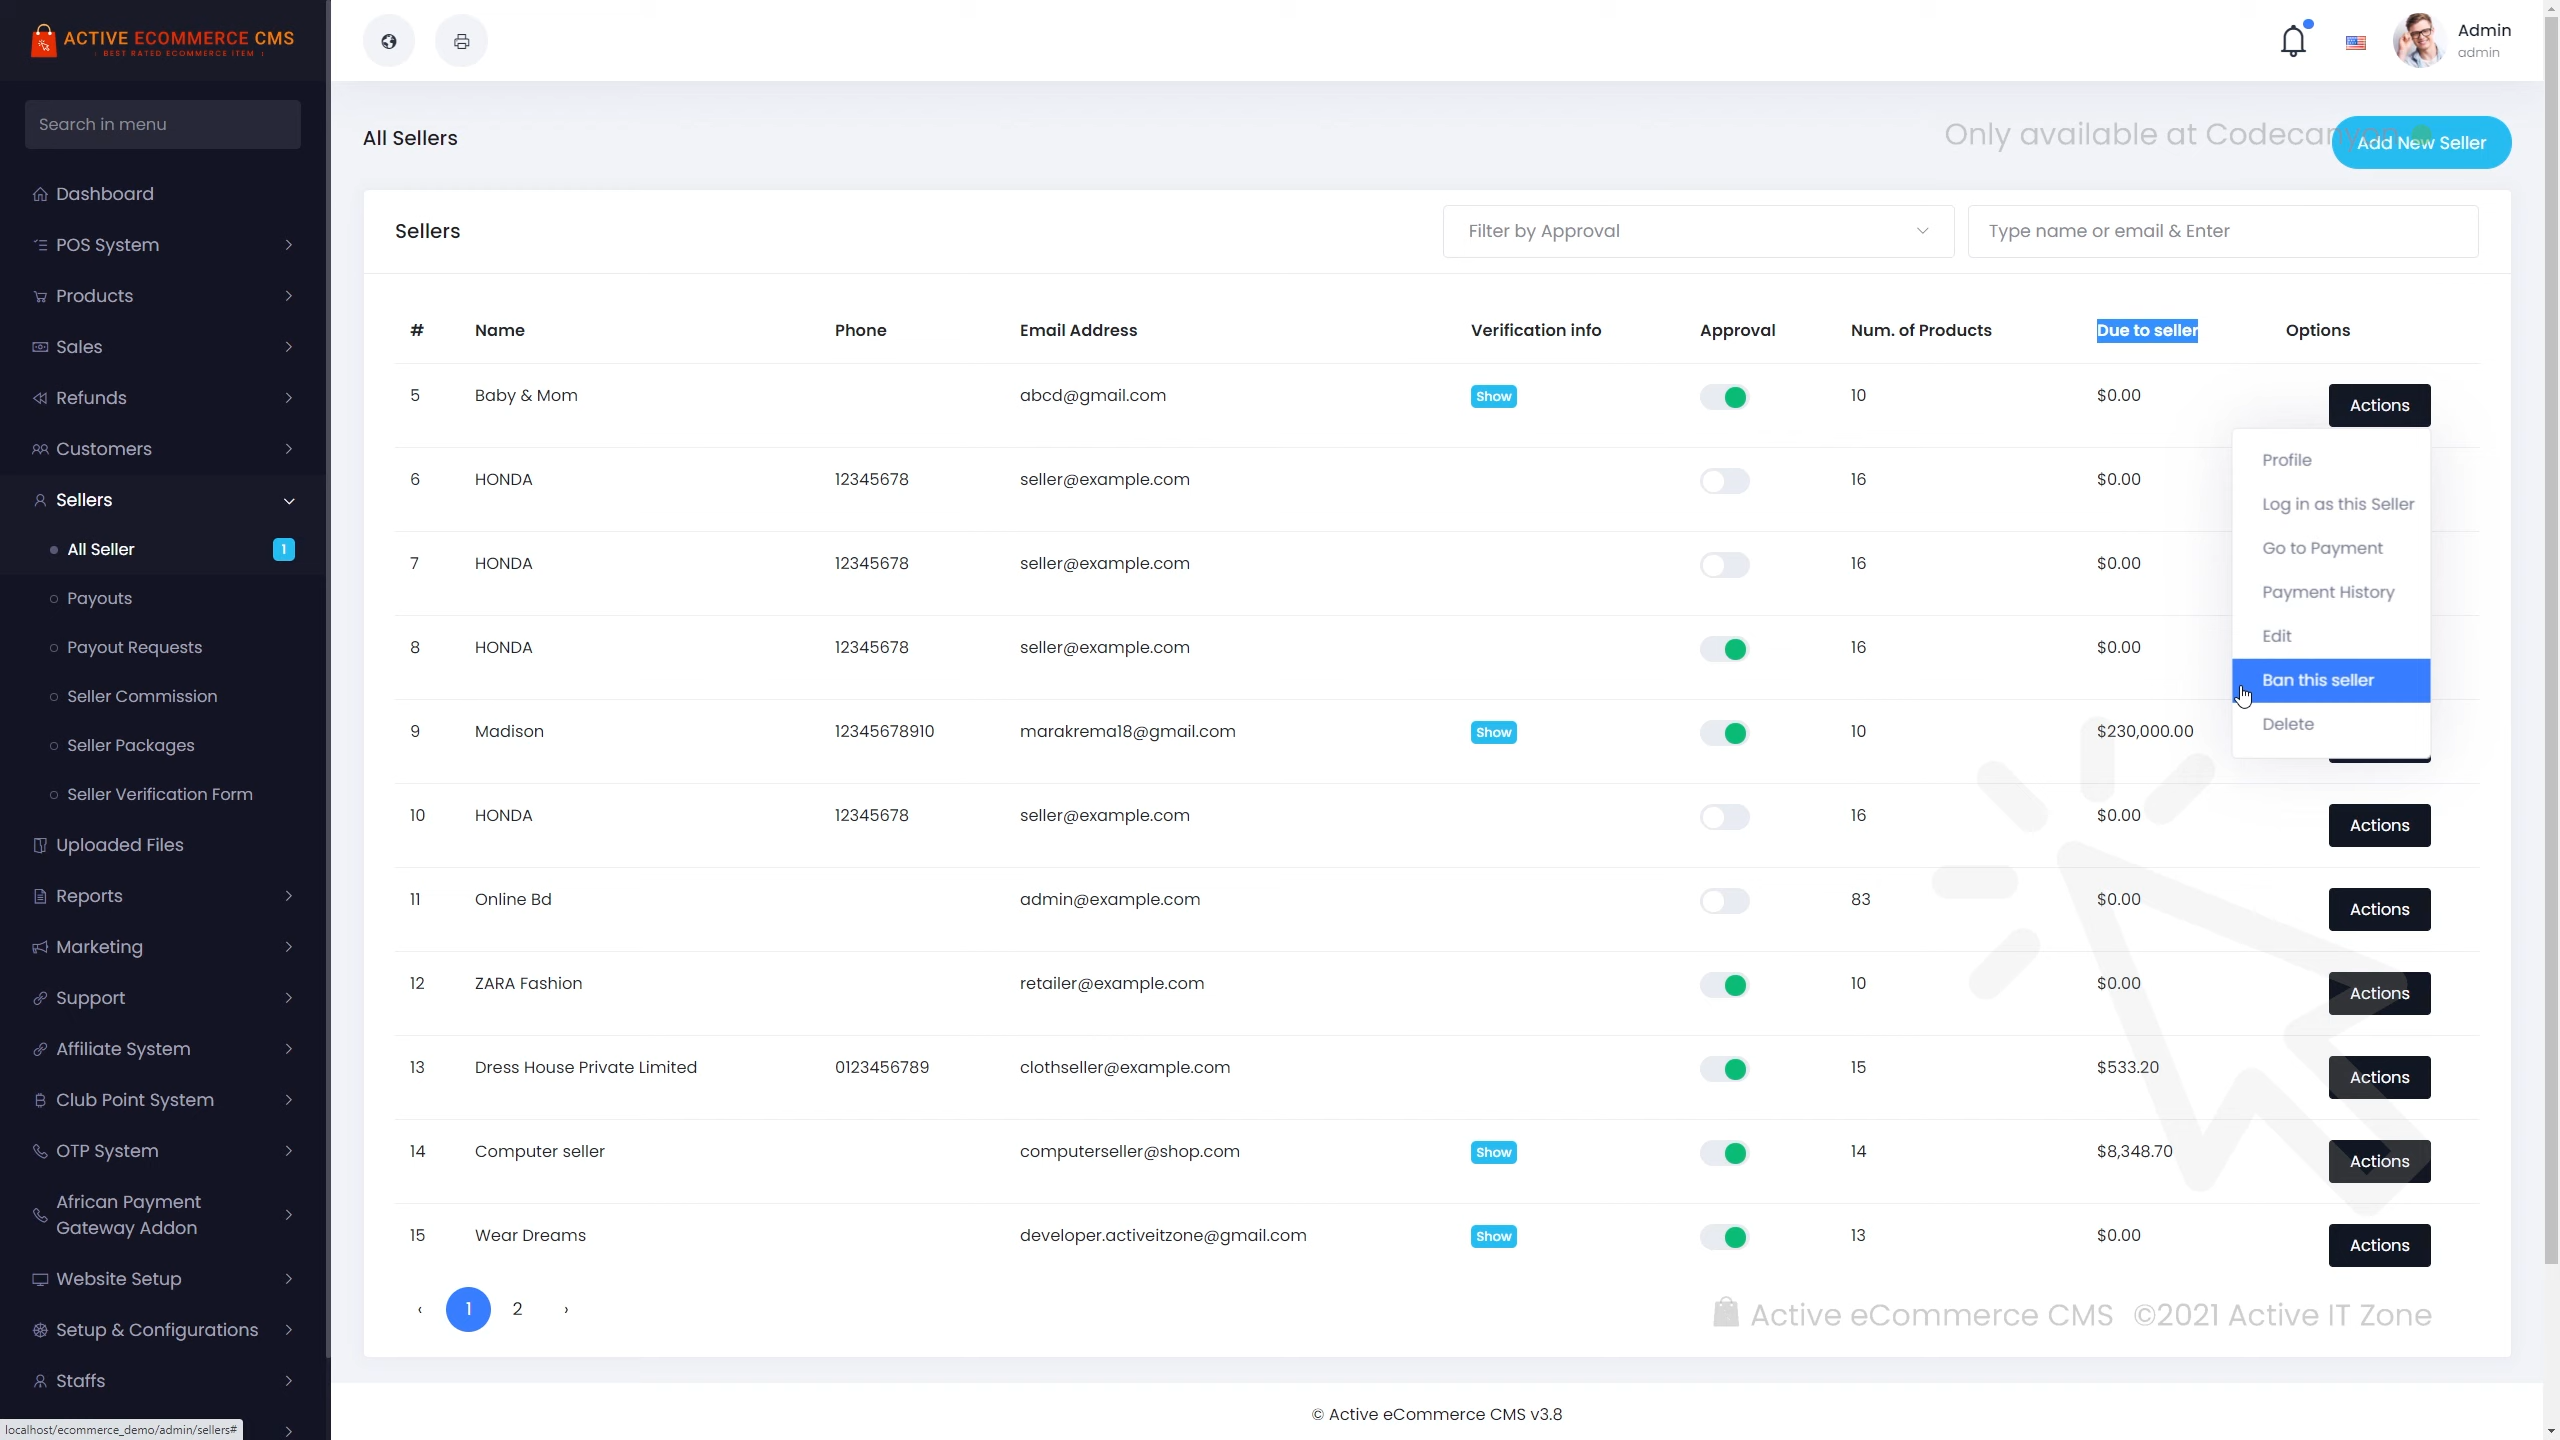 ACTIVE ECOMMERCE CMS
BEST RATED ECOMMERCE ITEM
Admin
admin
Search in menu
Dashboard
POS System
Products
Sales
Refunds
Customers
Sellers
All Seller 1
Payouts
Payout Requests
Seller Commission
Seller Packages
Seller Verification Form
Uploaded Files
Reports
Marketing
Support
Affiliate System
Club Point System
OTP System
African Payment
Gateway Addon
Website Setup
Setup & Configurations
Staffs
localhost/ecommerce_demo/admin/sellers#
All Sellers
Only available at Codecanyon
Add New Seller
Sellers
Filter by Approval
Type name or email & Enter
# Name Phone Email Address Verification info Approval Num. of Products Due to seller Options
5 Baby & Mom abcd@gmail.com Show 10 $0.00 Actions
6 HONDA 12345678 seller@example.com 16 $0.00
7 HONDA 12345678 seller@example.com 16 $0.00
8 HONDA 12345678 seller@example.com 16 $0.00
9 Madison 12345678910 marakrema18@gmail.com Show 10 $230,000.00
Profile
Log in as this Seller
Go to Payment
Payment History
Edit
Ban this seller
Delete
10 HONDA 12345678 seller@example.com 16 $0.00 Actions
11 Online Bd admin@example.com 83 $0.00 Actions
12 ZARA Fashion retailer@example.com 10 $0.00 Actions
13 Dress House Private Limited 0123456789 clothseller@example.com 15 $533.20 Actions
14 Computer seller computerseller@shop.com Show 14 $8,348.70 Actions
15 Wear Dreams developer.activeitzone@gmail.com Show 13 $0.00 Actions
‹ 1 2 ›
Active eCommerce CMS ©2021 Active IT Zone
© Active eCommerce CMS v3.8